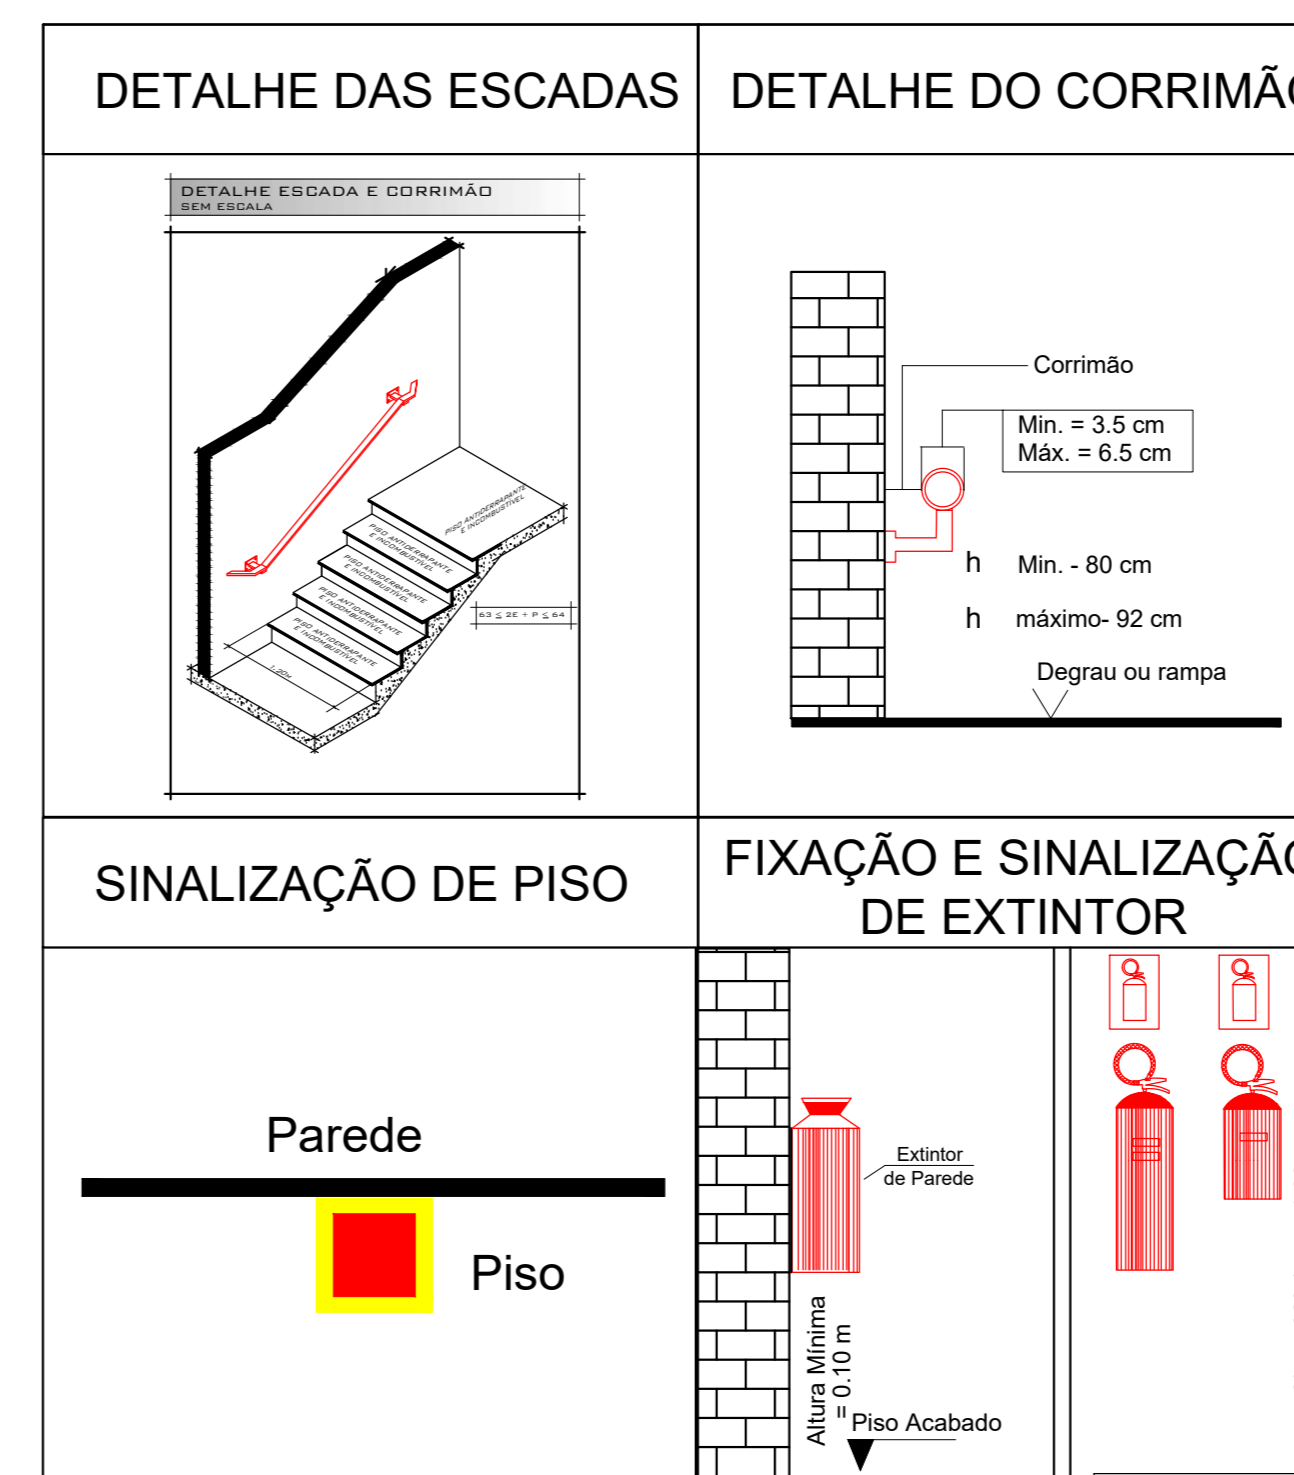 DETALHE DAS ESCADAS
DETALHE ESCADA E CORRIMÃO
SEM ESCALA
PISO ANTIDERRAPANTE
E INCOMBUSTÍVEL
PISO ANTIDERRAPANTE
E INCOMBUSTÍVEL
PISO ANTIDERRAPANTE
E INCOMBUSTÍVEL
PISO ANTIDERRAPANTE
E INCOMBUSTÍVEL
PISO ANTIDERRAPANTE
E INCOMBUSTÍVEL
63 ≤ 2E + P ≤ 64
1,20M
DETALHE DO CORRIMÃO
Corrimão
Min. = 3.5 cm
Máx. = 6.5 cm
h Min. - 80 cm
h máximo- 92 cm
Degrau ou rampa
SINALIZAÇÃO DE PISO
Parede
Piso
FIXAÇÃO E SINALIZAÇÃO
DE EXTINTOR
Extintor
de Parede
Altura Mínima
= 0.10 m
Piso Acabado